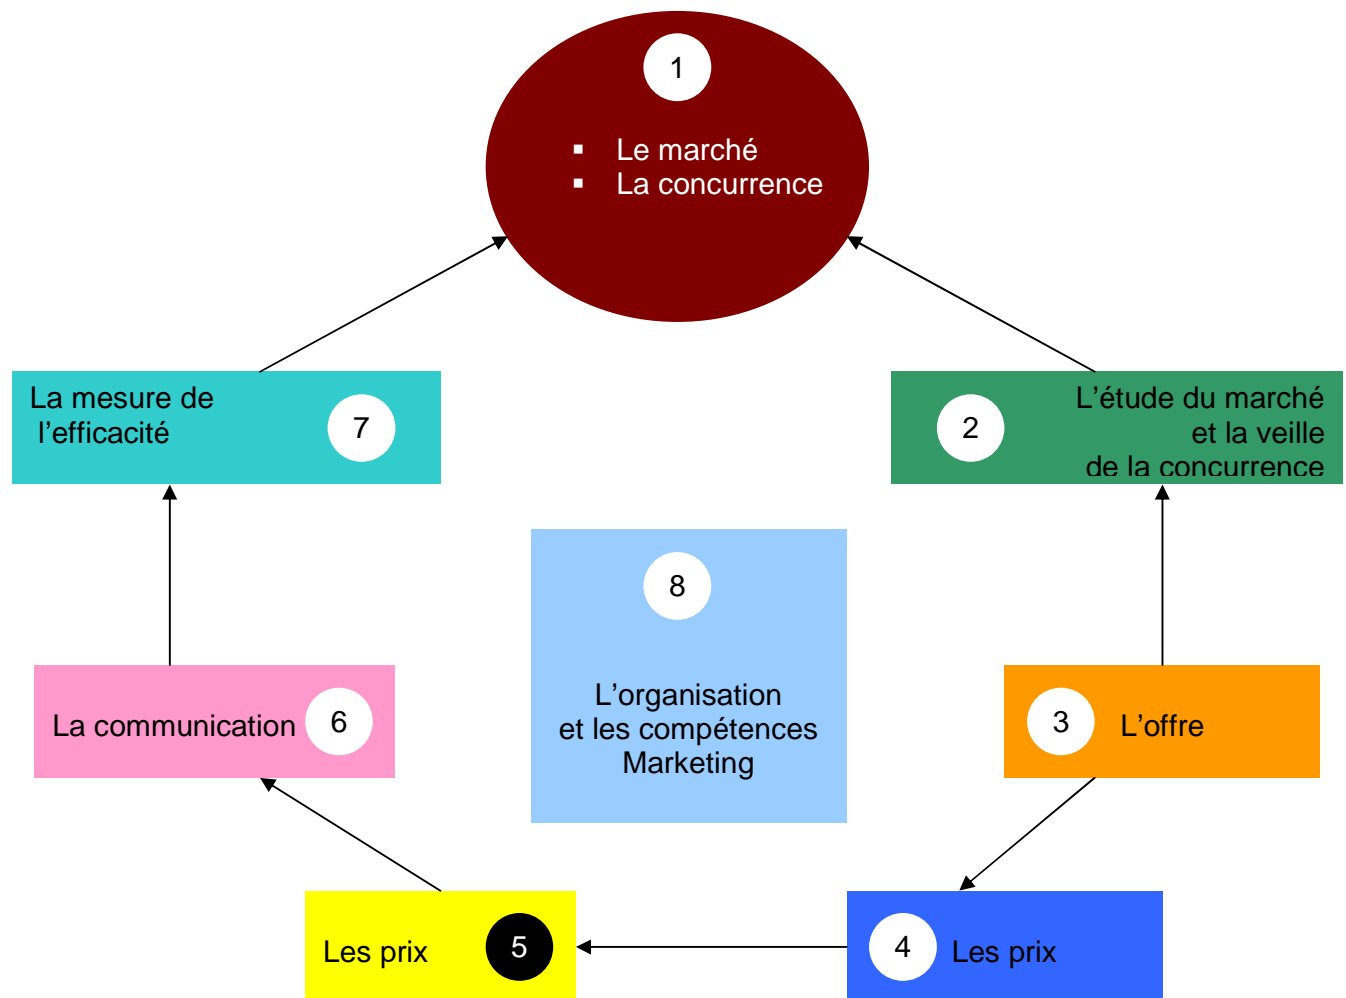 1
▪ Le marché
▪ La concurrence
La mesure de
l’efficacité
7
2
L’étude du marché
et la veille
de la concurrence
8
L’organisation
et les compétences
Marketing
La communication
6
3
L’offre
Les prix
5
4
Les prix